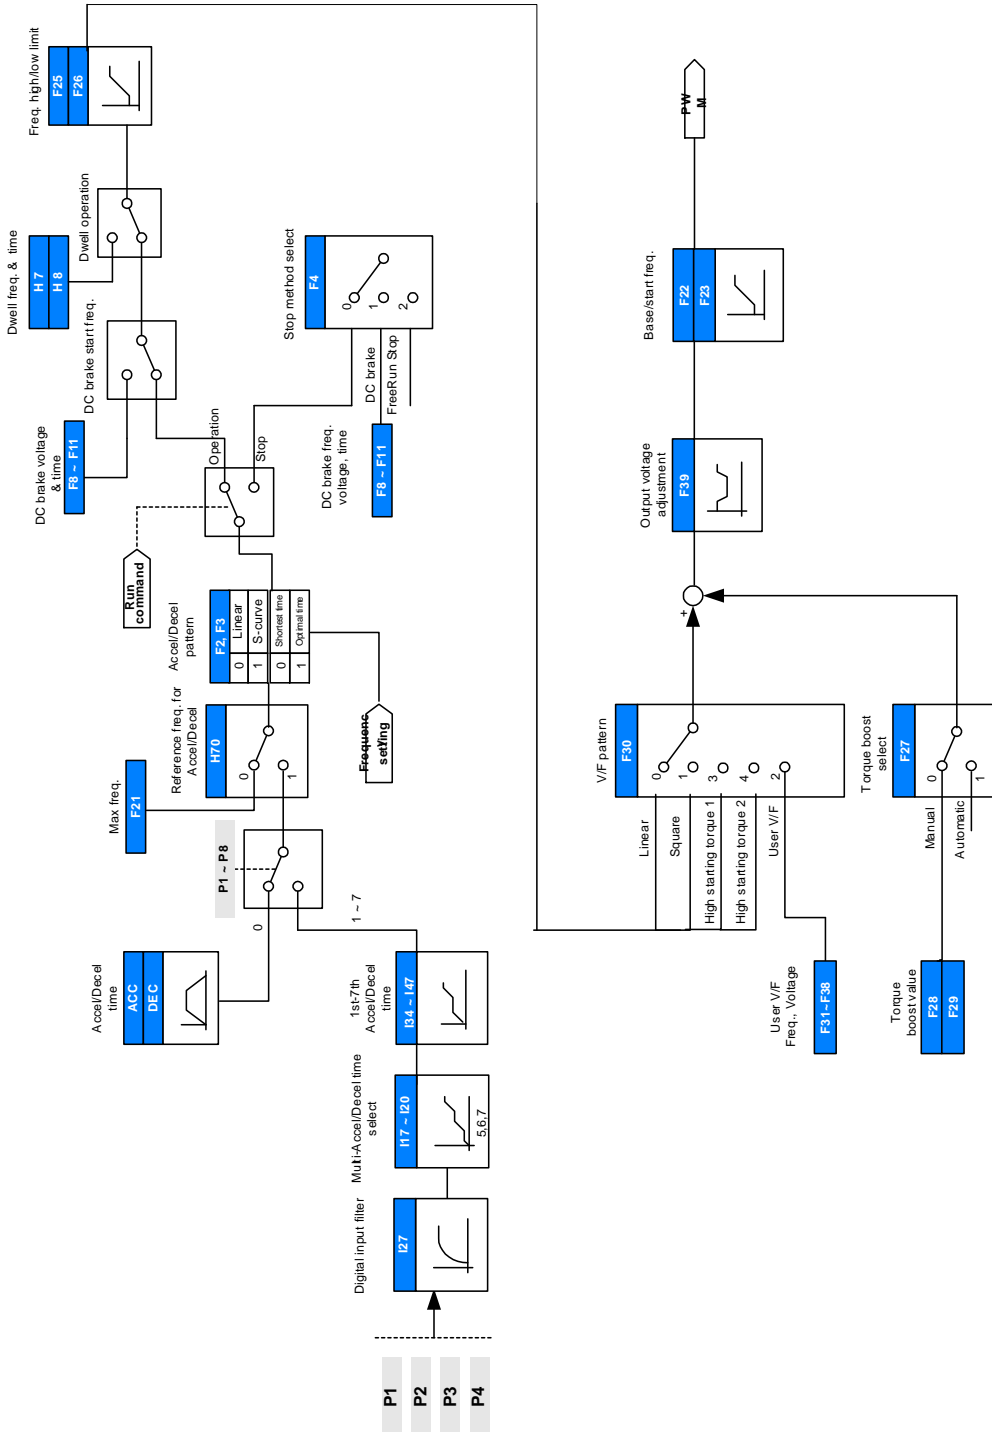 P1
P2
P3
P4
Digital input filter
I27
Multi-Accel/Decel time
select
I17 ~ I20
5,6,7
1st-7th
Accel/Decel
time
I34 ~ I47
Accel/Decel
time
ACC
DEC
0
1 ~ 7
P1 ~ P8
Max freq.
F21
Reference freq. for
Accel/Decel
H70
0
1
Accel/Decel
pattern
F2, F3
0
Linear
1
S-curve
0
Shortest time
1
Optimal time
Run
command
Operation
Stop
DC brake voltage
& time
F8 ~ F11
DC brake start freq.
Dwell freq. & time
H 7
H 8
Dwell operation
Freq. high/low limit
F25
F26
DC brake freq.
voltage, time
F8 ~ F11
Stop method select
F4
0
1
2
DC brake
FreeRun Stop
User V/F
Freq., Voltage
F31~F38
Linear
Square
High starting torque 1
High starting torque 2
User V/F
V/F pattern
F30
0
1
3
4
2
+
Torque
boost value
F28
F29
Manual
Automatic
Torque boost
select
F27
0
1
Output voltage
adjustment
F39
Base/start freq.
F22
F23
PW
M